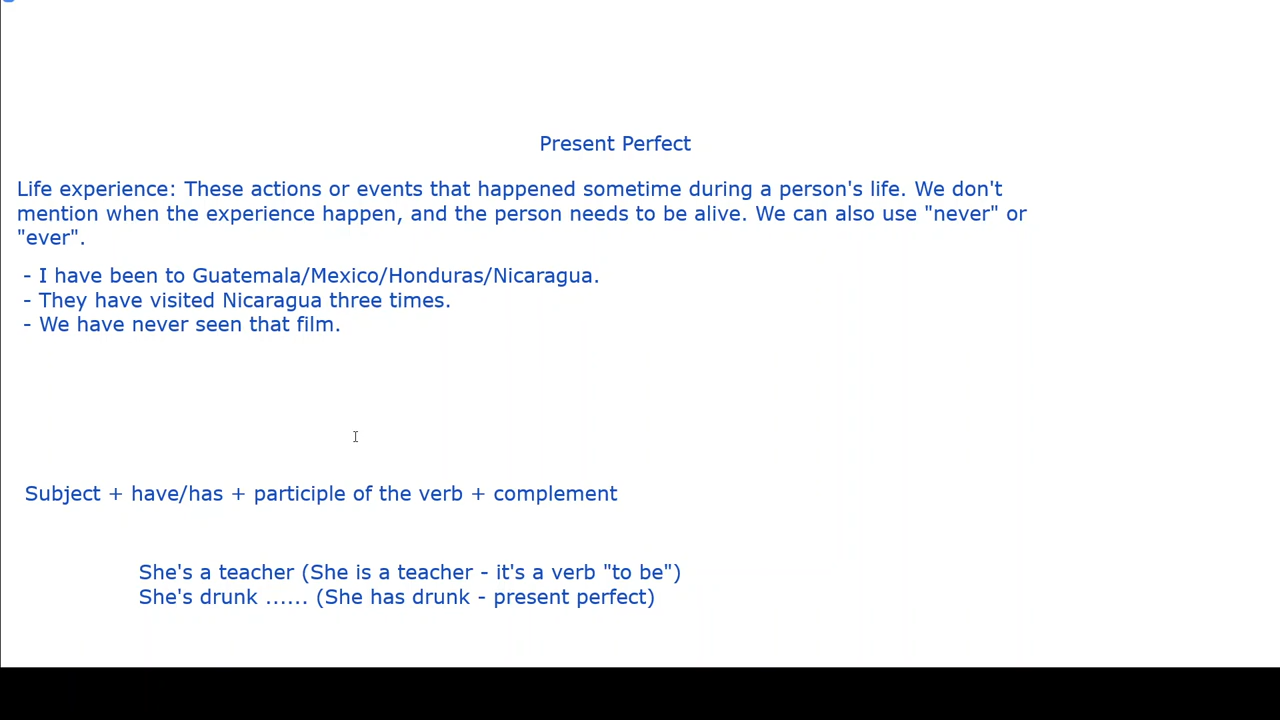 Present Perfect
Life experience: These actions or events that happened sometime during a person's life. We don't
mention when the experience happen, and the person needs to be alive. We can also use "never" or
"ever".
- I have been to Guatemala/Mexico/Honduras/Nicaragua.
- They have visited Nicaragua three times.
- We have never seen that film.
Subject + have/has + participle of the verb + complement
She's a teacher (She is a teacher - it's a verb "to be")
She's drunk ...... (She has drunk - present perfect)